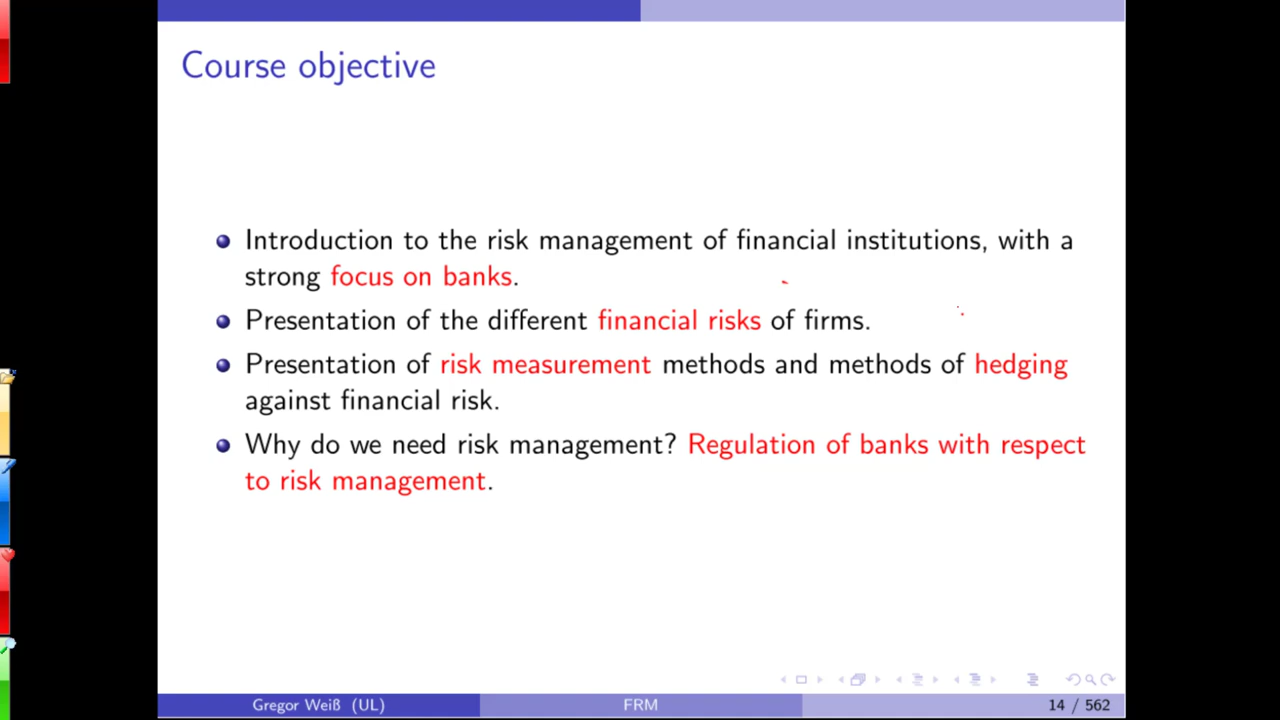 Course objective
Introduction to the risk management of financial institutions, with a
strong focus on banks.
Presentation of the different financial risks of firms.
Presentation of risk measurement methods and methods of hedging
against financial risk.
Why do we need risk management? Regulation of banks with respect
to risk management.
Gregor Weiß (UL) FRM 14 / 562